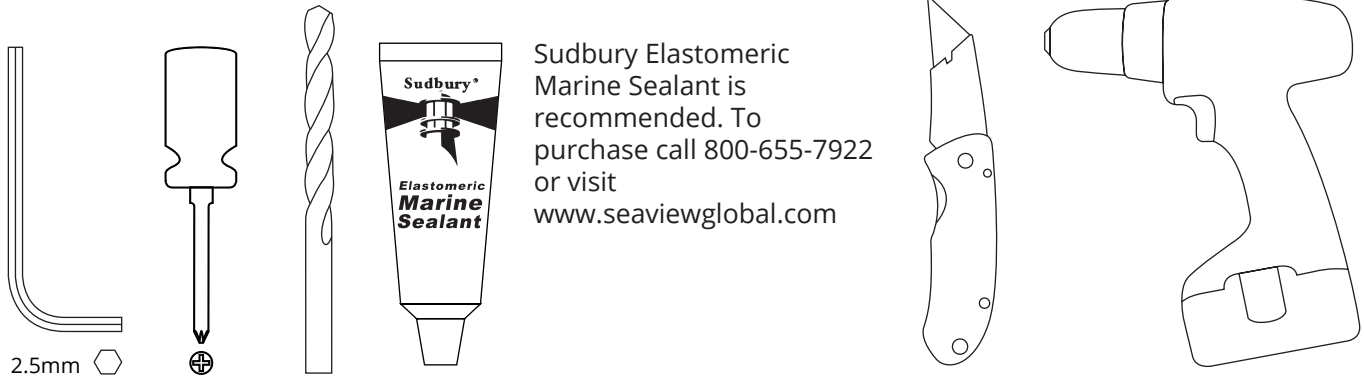 2.5mm
Sudbury®
Elastomeric
Marine
Sealant
Sudbury Elastomeric
Marine Sealant is
recommended. To
purchase call 800-655-7922
or visit
www.seaviewglobal.com